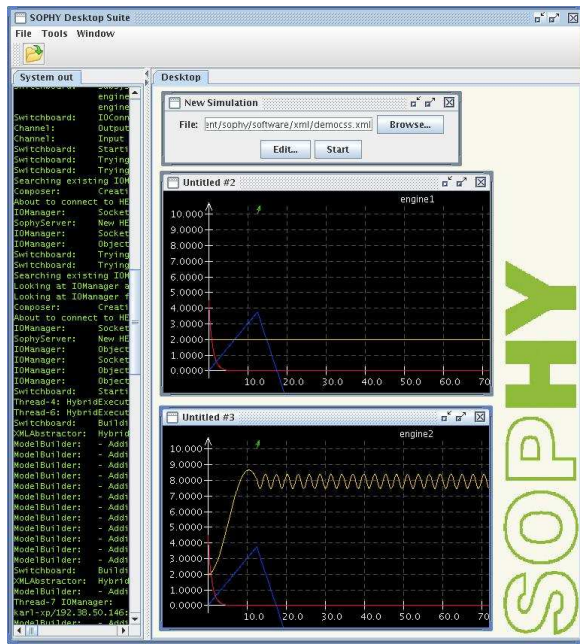 SOPHY Desktop Suite
File Tools Window
System out
engine
engine
Switchboard: IOConn
Channel: Output
Channel: Input
Switchboard: Starti
Switchboard: Trying
Switchboard: Trying
Searching existing IOM
Composer: Creati
About to connect to HE
IOManager: Socket
SophyServer: New HE
IOManager: Socket
IOManager: Object
Switchboard: Trying
Switchboard: Trying
Searching existing IOM
Looking at IOManager a
Looking at IOManager f
Composer: Creati
About to connect to HE
IOManager: Socket
SophyServer: New HE
IOManager: Object
IOManager: Socket
IOManager: Object
IOManager: Object
Switchboard: Starti
Thread-4: HybridExecut
Thread-6: HybridExecut
Switchboard: Buildi
XMLAbstractor: Hybrid
ModelBuilder: - Addi
ModelBuilder: - Addi
ModelBuilder: - Addi
ModelBuilder: - Addi
ModelBuilder: - Addi
ModelBuilder: - Addi
ModelBuilder: - Addi
ModelBuilder: - Addi
ModelBuilder: - Addi
Switchboard: Buildi
XMLAbstractor: Hybrid
ModelBuilder: - Addi
Thread-7 IOManager:
karl-xp/192.38.50.146:
ModelBuilder: - Addi
Desktop
New Simulation
File: ent/sophy/software/xml/democss.xml Browse...
Edit... Start
Untitled #2
engine1
10.0000
9.0000
8.0000
7.0000
6.0000
5.0000
4.0000
3.0000
2.0000
1.0000
0.0000
10.0 20.0 30.0 40.0 50.0 60.0 70
Untitled #3
engine2
10.0000
9.0000
8.0000
7.0000
6.0000
5.0000
4.0000
3.0000
2.0000
1.0000
0.0000
10.0 20.0 30.0 40.0 50.0 60.0 70
SOPHY